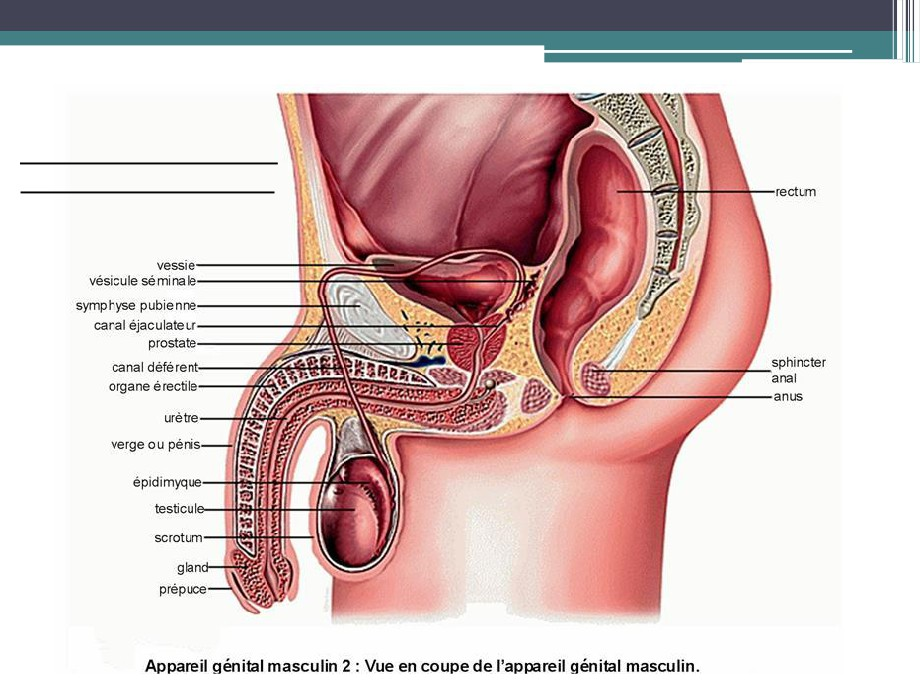 rectum
vessie
vésicule séminale
symphyse pubienne
canal éjaculateur
prostate
canal déférent
organe érectile
sphincter
anal
anus
urètre
verge ou pénis
épidimyque
testicule
scrotum
gland
prépuce
Appareil génital masculin 2 : Vue en coupe de l’appareil génital masculin.